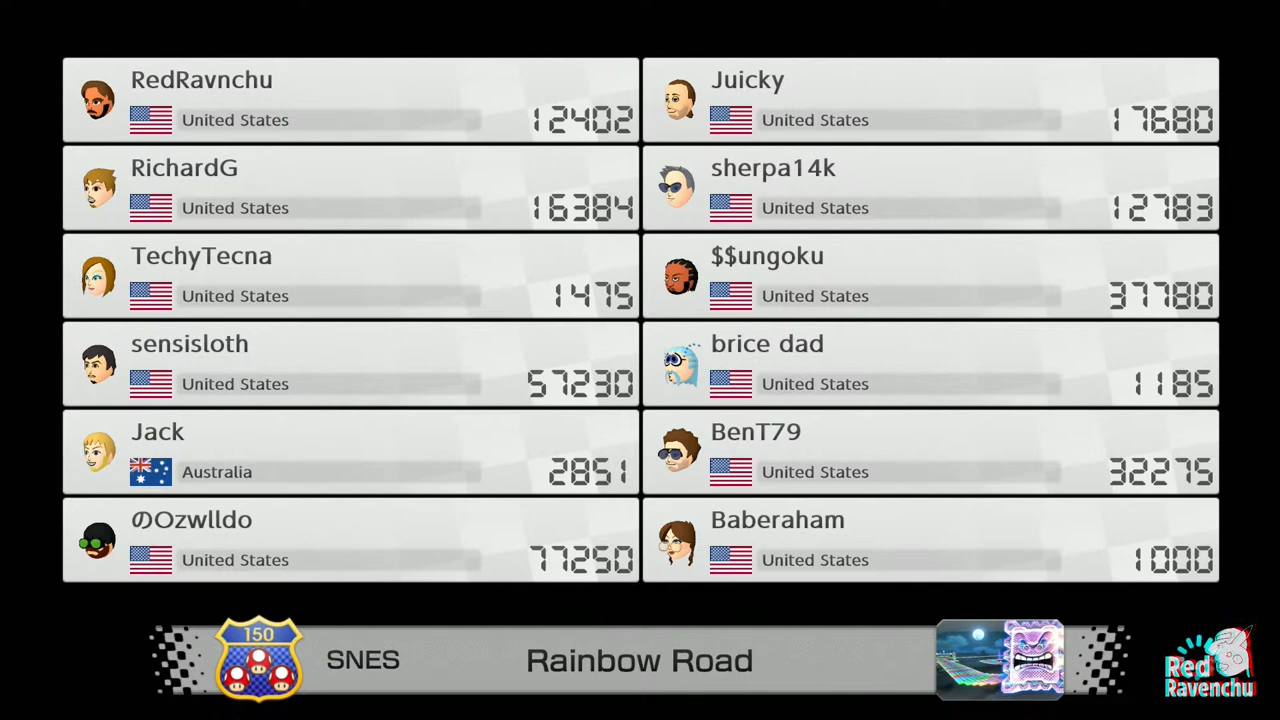 RedRavnchu
United States 12402
Juicky
United States 17680
RichardG
United States 16384
sherpa14k
United States 12783
TechyTecna
United States 1475
$$ungoku
United States 37780
sensisloth
United States 57230
brice dad
United States 1185
Jack
Australia 2851
BenT79
United States 32275
のOzwlldo
United States 77250
Baberaham
United States 1000
150
SNES Rainbow Road
Red
Ravenchu